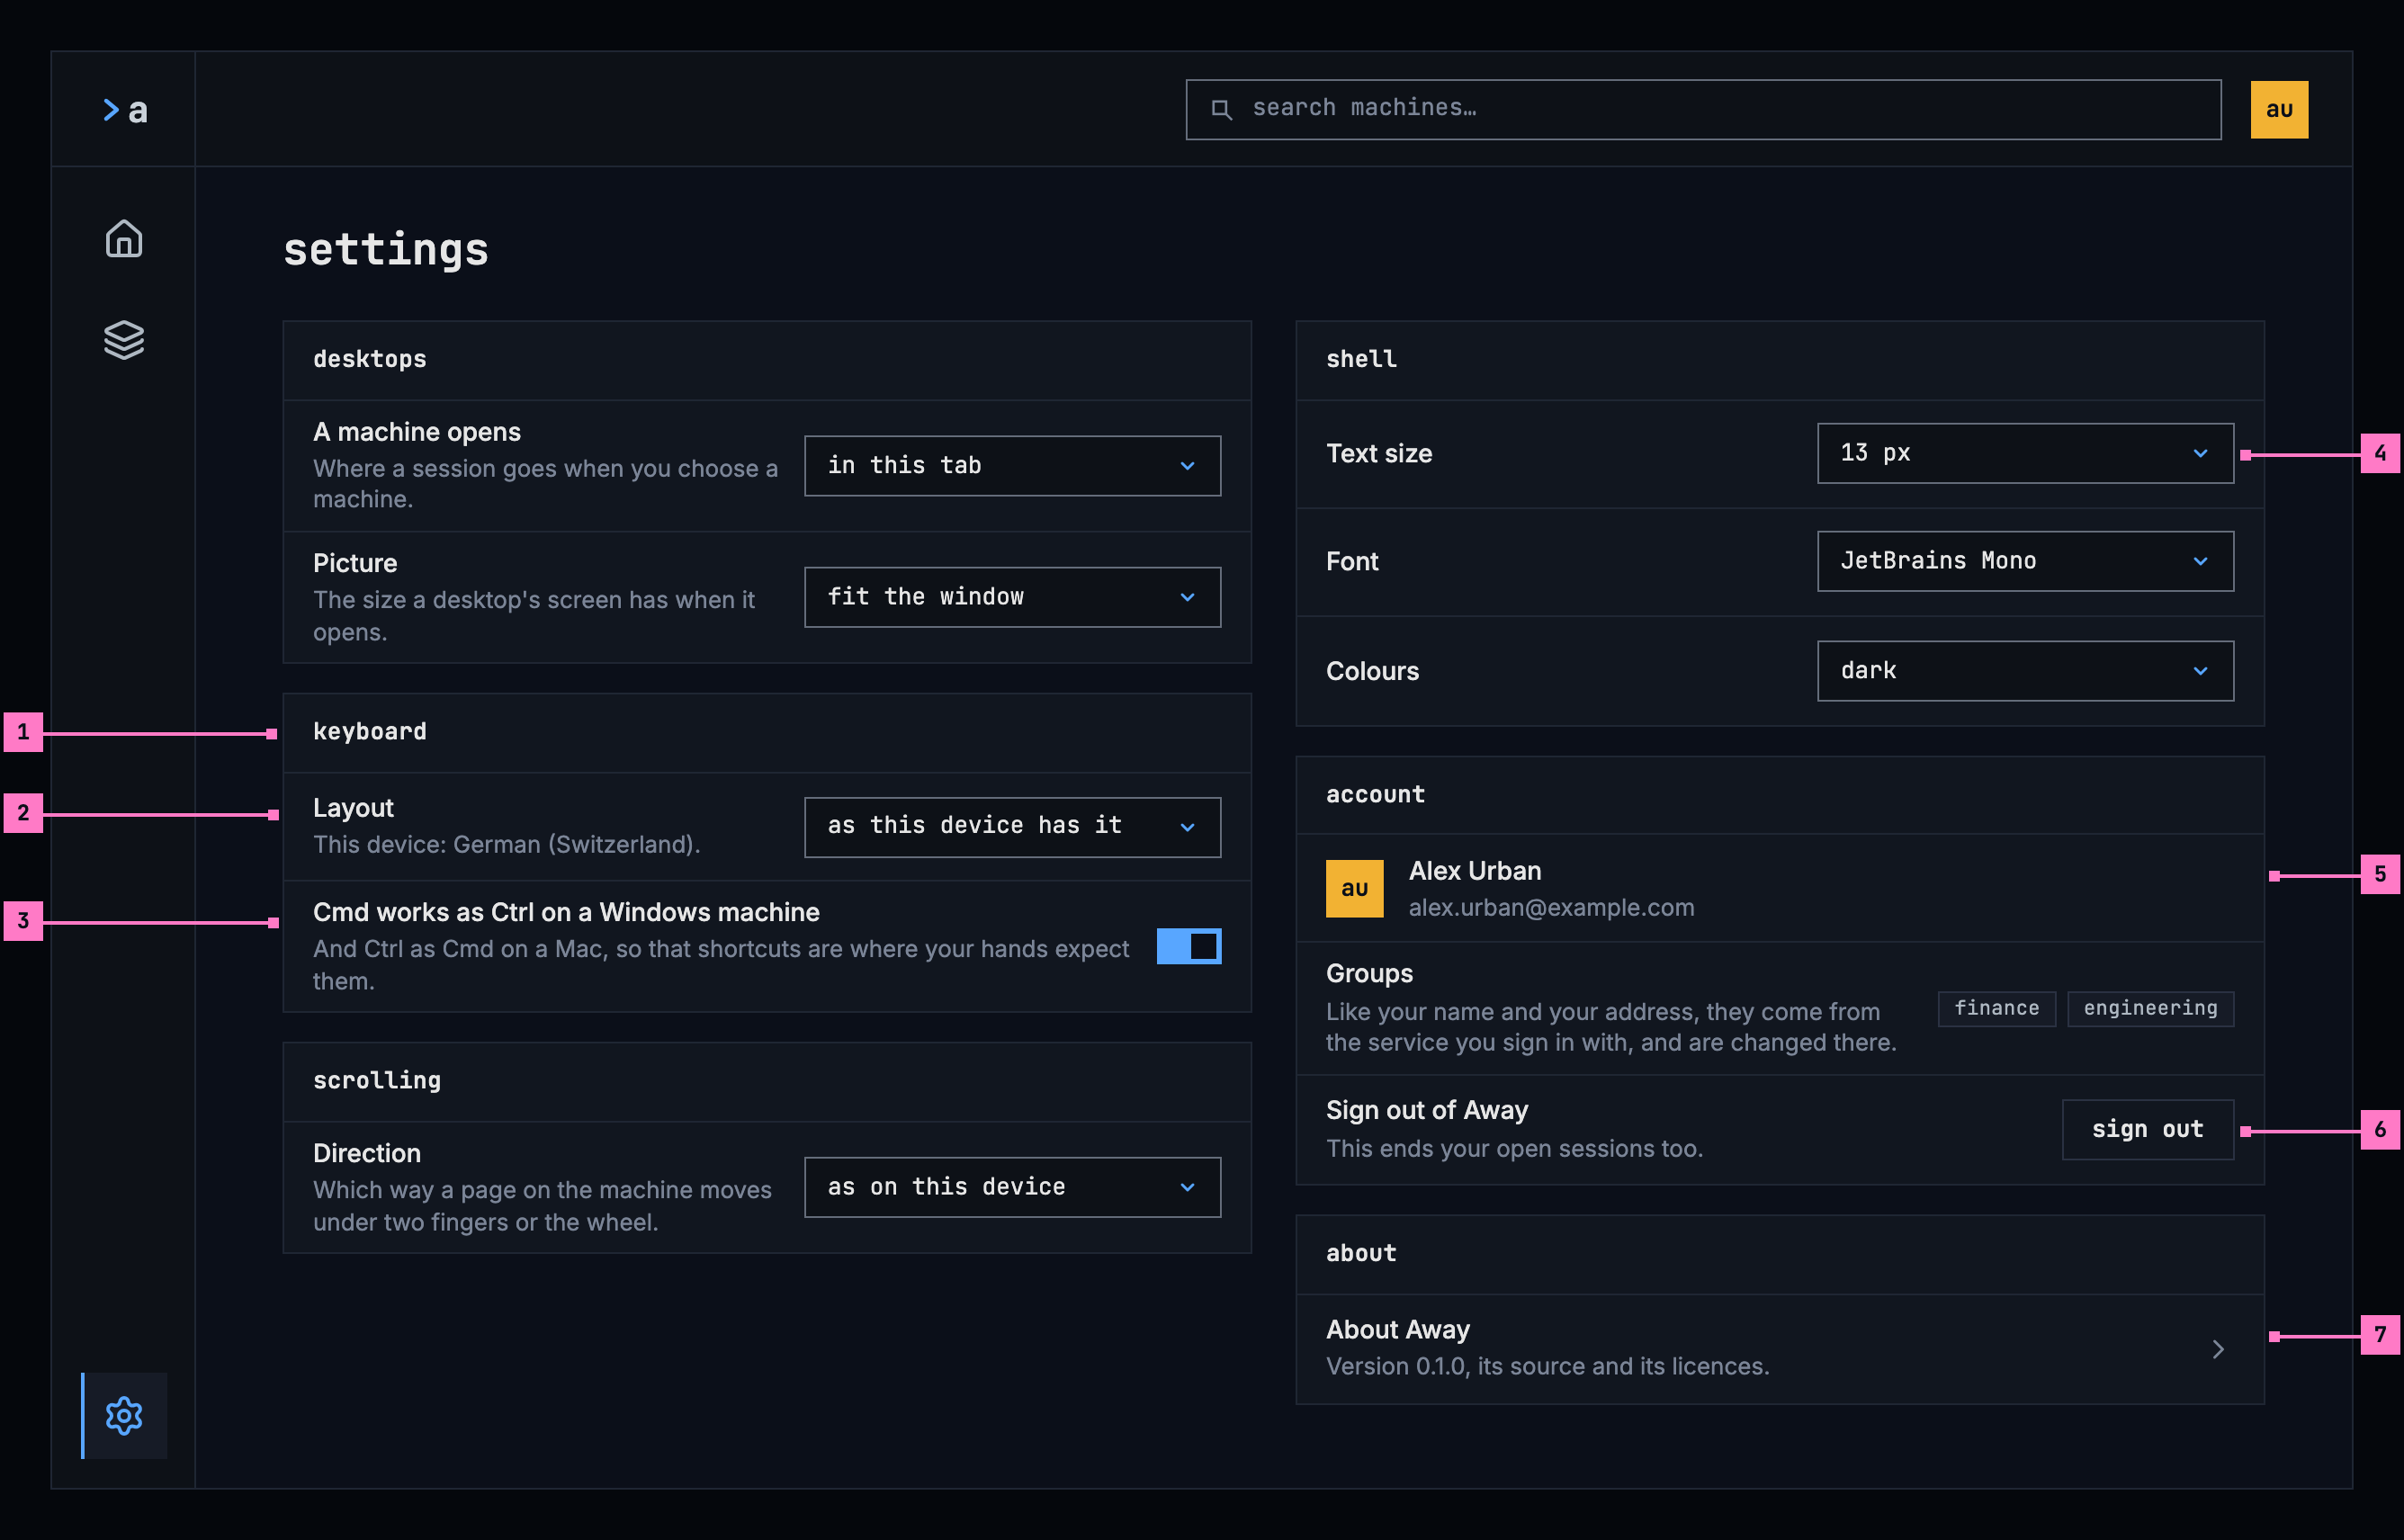 > a
search machines…
au
settings
desktops
A machine opens
Where a session goes when you choose a
machine.
in this tab
Picture
The size a desktop's screen has when it
opens.
fit the window
1
keyboard
2
Layout
This device: German (Switzerland).
as this device has it
3
Cmd works as Ctrl on a Windows machine
And Ctrl as Cmd on a Mac, so that shortcuts are where your hands expect
them.
scrolling
Direction
Which way a page on the machine moves
under two fingers or the wheel.
as on this device
shell
Text size
13 px
4
Font
JetBrains Mono
Colours
dark
account
au
Alex Urban
alex.urban@example.com
5
Groups
Like your name and your address, they come from
the service you sign in with, and are changed there.
finance
engineering
Sign out of Away
This ends your open sessions too.
sign out
6
about
About Away
Version 0.1.0, its source and its licences.
7